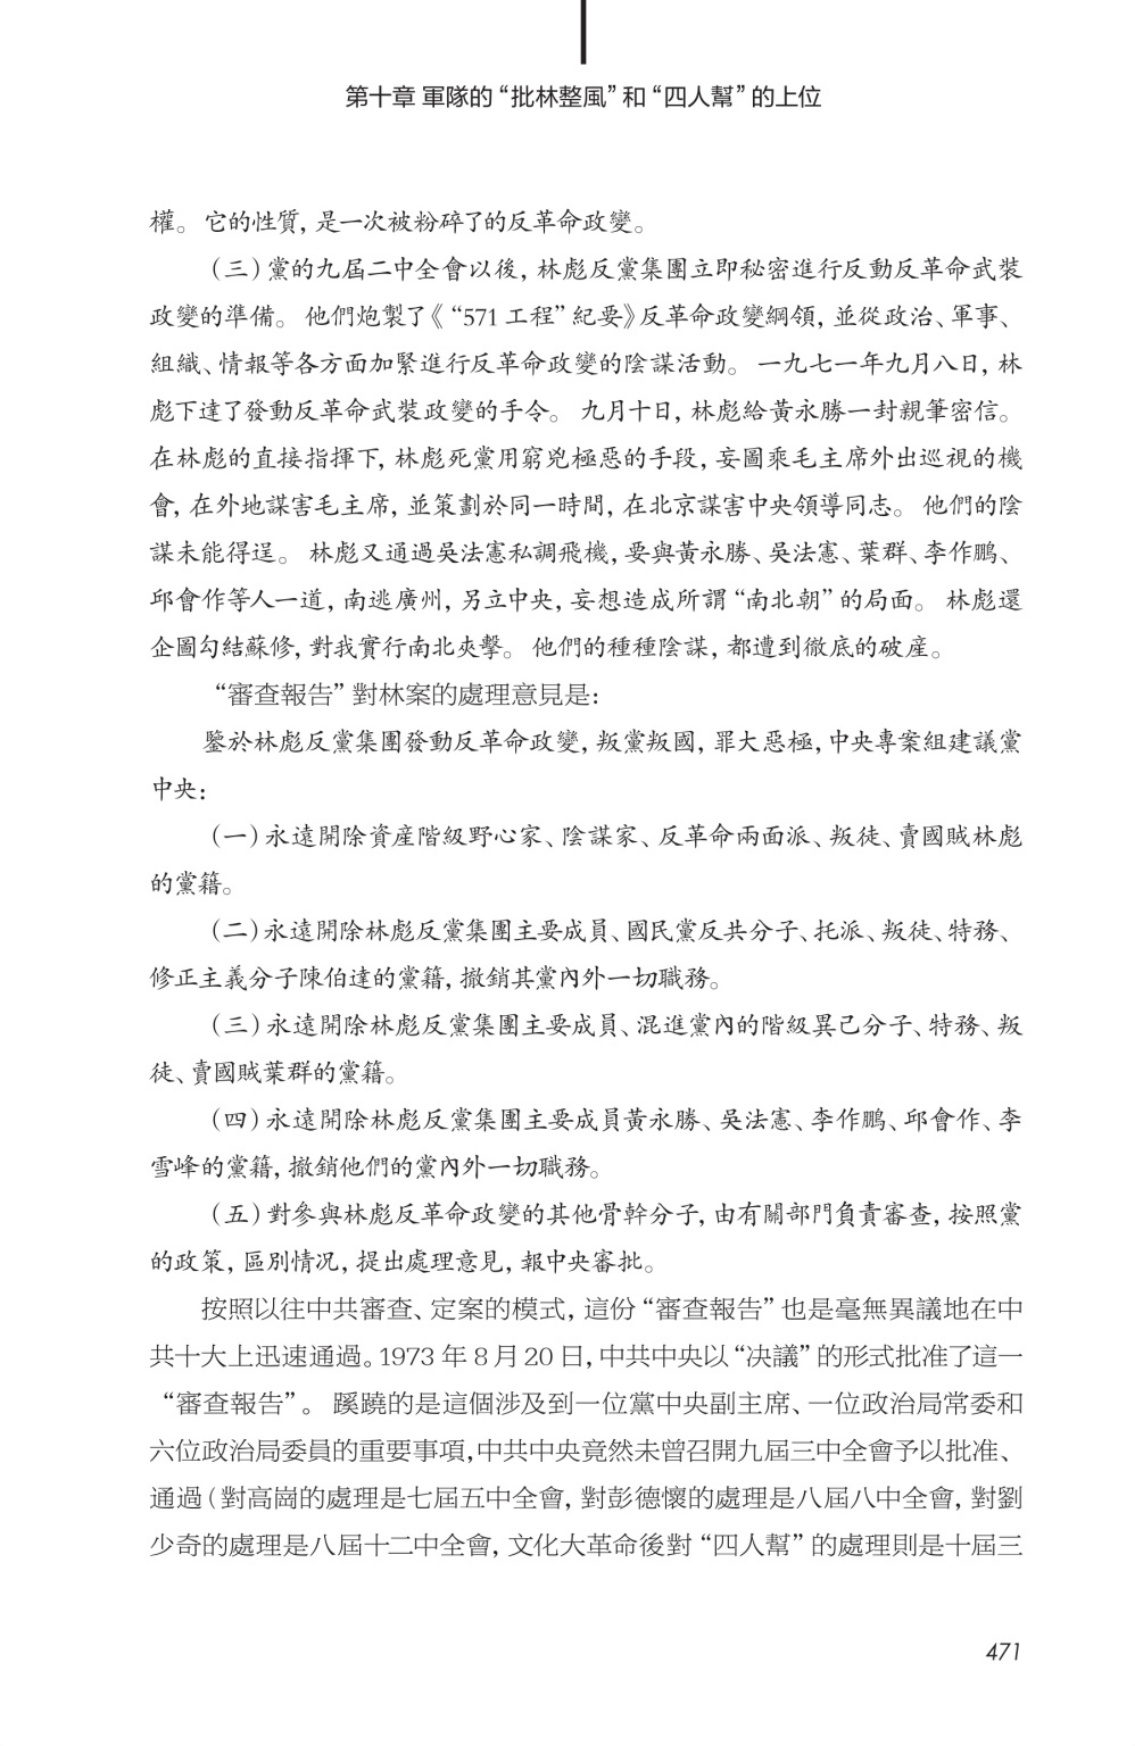 第十章 軍隊的“批林整風”和“四人幫”的上位
權。它的性質，是一次被粉碎了的反革命政變。
（三）黨的九屆二中全會以後，林彪反黨集團立即秘密進行反動反革命武裝
政變的準備。他們炮製了《“571工程”紀要》反革命政變綱領，並從政治、軍事、
組織、情報等各方面加緊進行反革命政變的陰謀活動。一九七一年九月八日，林
彪下達了發動反革命武裝政變的手令。九月十日，林彪給黃永勝一封親筆密信。
在林彪的直接指揮下，林彪死黨用窮兇極惡的手段，妄圖乘毛主席外出巡視的機
會，在外地謀害毛主席，並策劃於同一時間，在北京謀害中央領導同志。他們的陰
謀未能得逞。林彪又通過吳法憲私調飛機，要與黃永勝、吳法憲、葉群、李作鵬、
邱會作等人一道，南逃廣州，另立中央，妄想造成所謂“南北朝”的局面。林彪還
企圖勾結蘇修，對我實行南北夾擊。他們的種種陰謀，都遭到徹底的破産。
“審查報告”對林案的處理意見是：
鑒於林彪反黨集團發動反革命政變，叛黨叛國，罪大惡極，中央專案組建議黨
中央：
（一）永遠開除資産階級野心家、陰謀家、反革命兩面派、叛徒、賣國賊林彪
的黨籍。
（二）永遠開除林彪反黨集團主要成員、國民黨反共分子、托派、叛徒、特務、
修正主義分子陳伯達的黨籍，撤銷其黨內外一切職務。
（三）永遠開除林彪反黨集團主要成員、混進黨內的階級異己分子、特務、叛
徒、賣國賊葉群的黨籍。
（四）永遠開除林彪反黨集團主要成員黃永勝、吳法憲、李作鵬、邱會作、李
雪峰的黨籍，撤銷他們的黨內外一切職務。
（五）對參與林彪反革命政變的其他骨幹分子，由有關部門負責審查，按照黨
的政策，區別情况，提出處理意見，報中央審批。
按照以往中共審查、定案的模式，這份“審查報告”也是毫無異議地在中
共十大上迅速通過。1973年8月20日，中共中央以“决議”的形式批准了這一
“審查報告”。蹊蹺的是這個涉及到一位黨中央副主席、一位政治局常委和
六位政治局委員的重要事項，中共中央竟然未曾召開九屆三中全會予以批准、
通過（對高崗的處理是七屆五中全會，對彭德懷的處理是八屆八中全會，對劉
少奇的處理是八屆十二中全會，文化大革命後對“四人幫”的處理則是十屆三
471